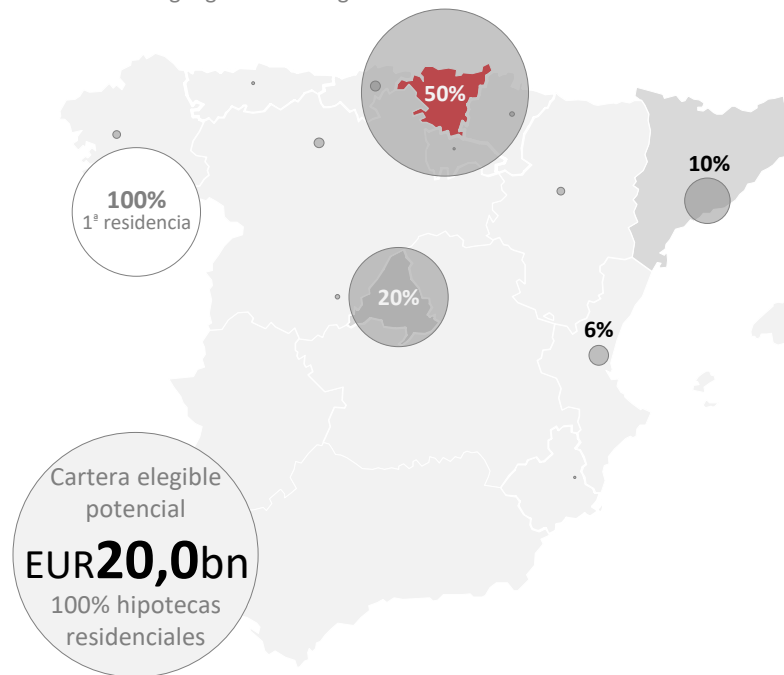 50%
10%
100%
1ª residencia
20%
6%
Cartera elegible
potencial
EUR20,0bn
100% hipotecas
residenciales